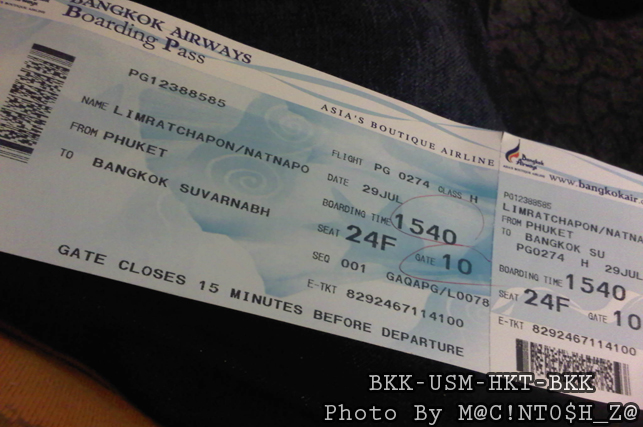 BANGKOK AIRWAYS
Boarding Pass
ASIA'S BOUTIQUE AIRLINE
PG12388585
NAME LIMRATCHAPON/NATNAPO
FROM PHUKET
TO BANGKOK SUVARNABH
FLIGHT PG 0274 CLASS H
DATE 29JUL
BOARDING TIME 1540
SEAT 24F GATE 10
SEQ 001 GAQAPG/L0078
E-TKT 8292467114100
GATE CLOSES 15 MINUTES BEFORE DEPARTURE
Bangkok Airways
www.bangkokair.
PG12388585
LIMRATCHAPON/NATNA
FROM PHUKET
TO BANGKOK SU
PG0274 H 29JUL
BOARDING TIME 1540
SEAT 24F GATE 10
E-TKT 8292467114100
BKK-USM-HKT-BKK
Photo By M@C!NTO$H_Z@